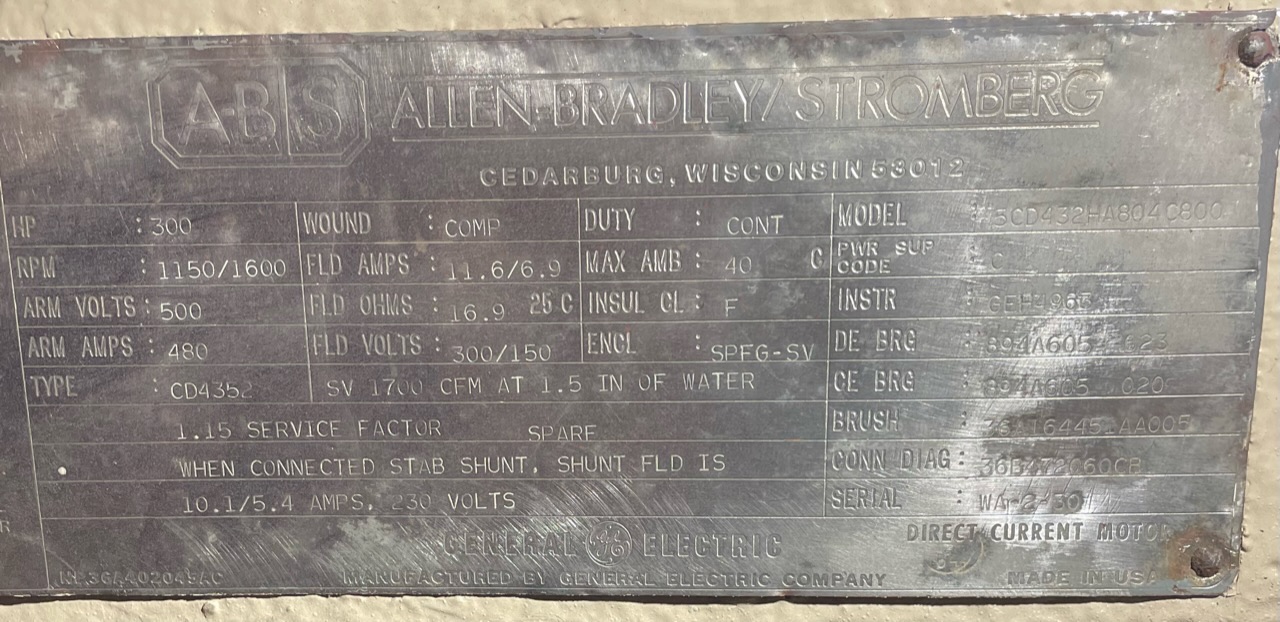 A-B S ALLEN-BRADLEY/STROMBERG
CEDARBURG, WISCONSIN 53012
HP : 300 WOUND : COMP DUTY : CONT MODEL : 5CD432HA804C800
RPM : 1150/1600 FLD AMPS : 11.6/6.9 MAX AMB : 40 C PWR SUP CODE : C
ARM VOLTS : 500 FLD OHMS : 16.9 25 C INSUL CL : F INSTR :
ARM AMPS : 480 FLD VOLTS : 300/150 ENCL : SPFG-SV DE BRG :
TYPE : CD4352 SV 1700 CFM AT 1.5 IN OF WATER CE BRG :
1.15 SERVICE FACTOR BRUSH :
WHEN CONNECTED STAB SHUNT, SHUNT FLD IS CONN DIAG :
10.1/5.4 AMPS, 230 VOLTS SERIAL :
GENERAL GE ELECTRIC DIRECT CURRENT MOTOR
NP36A402045AC MANUFACTURED BY GENERAL ELECTRIC COMPANY MADE IN USA